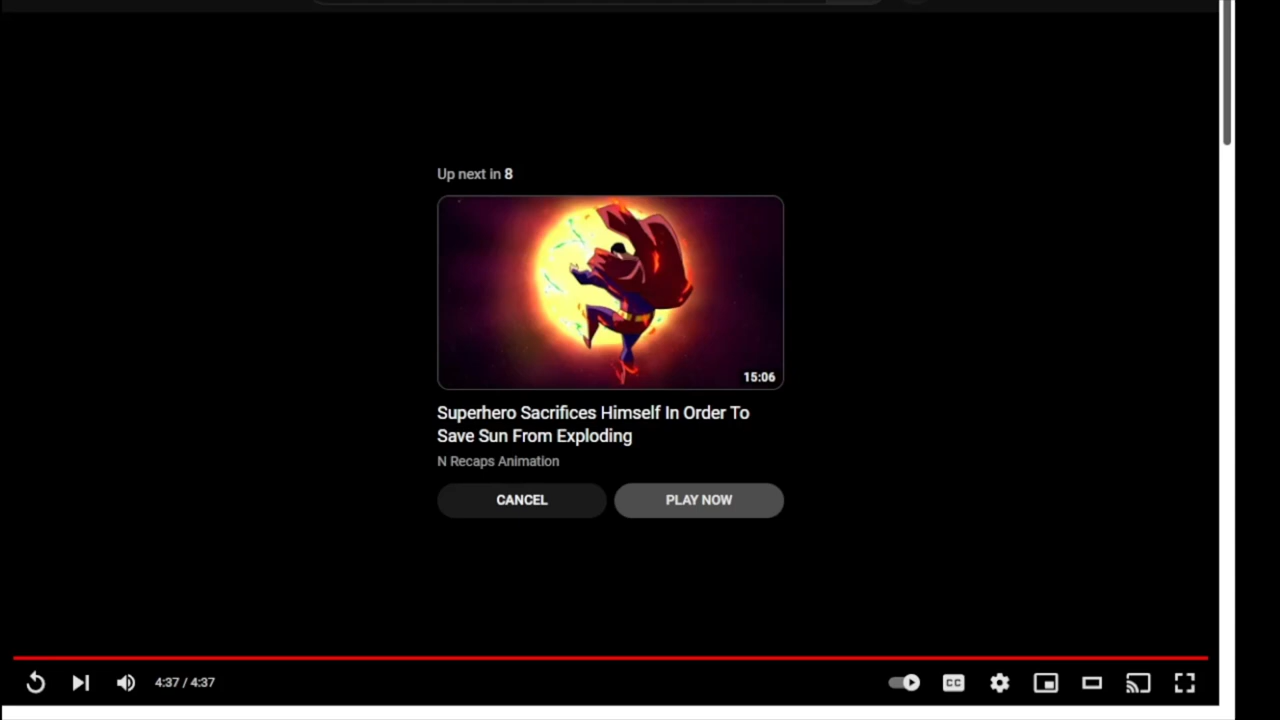 Up next in 8
15:06
Superhero Sacrifices Himself In Order To
Save Sun From Exploding
N Recaps Animation
CANCEL
PLAY NOW
4:37 / 4:37
CC